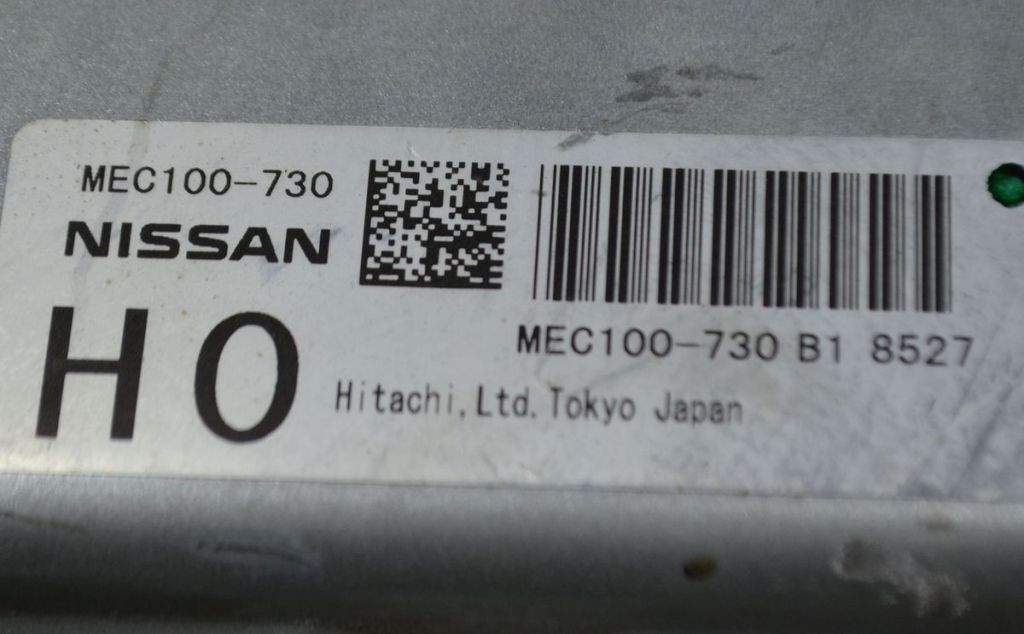 MEC100-730
NISSAN
H0
MEC100-730 B1 8527
Hitachi,Ltd.Tokyo Japan